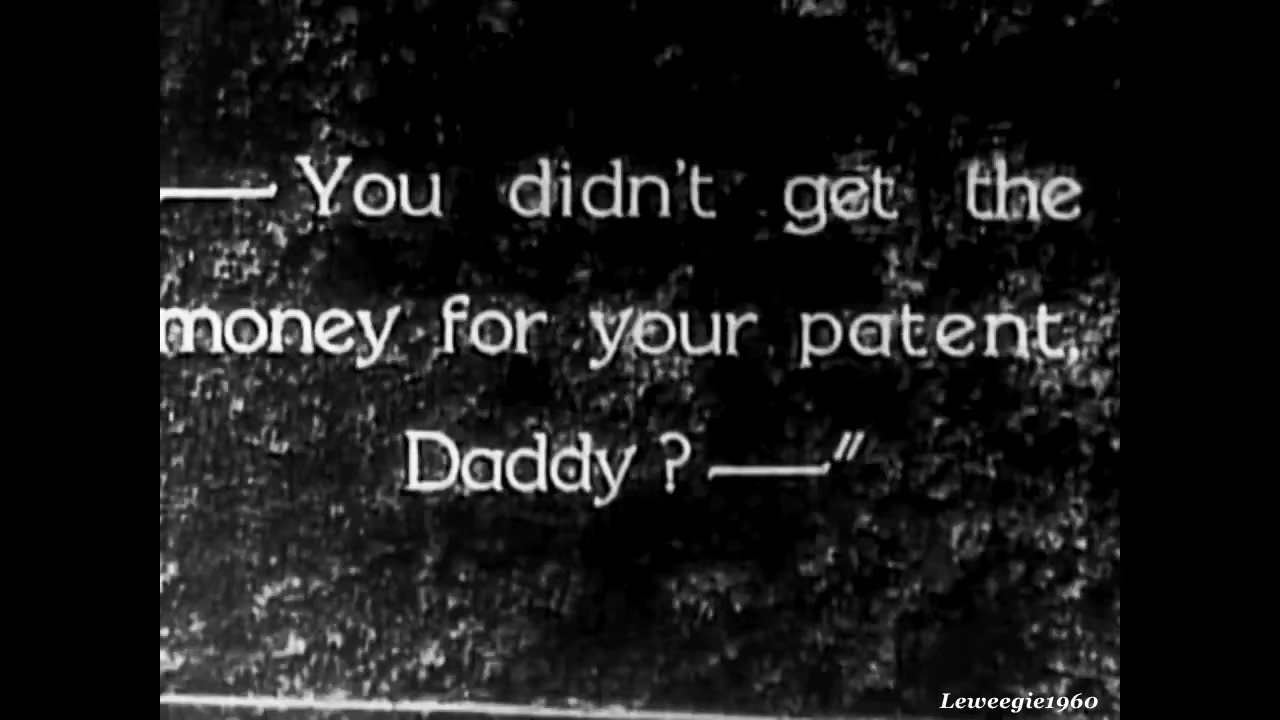 — You didn't get the
money for your patent,
Daddy ? —"
Leweegie1960